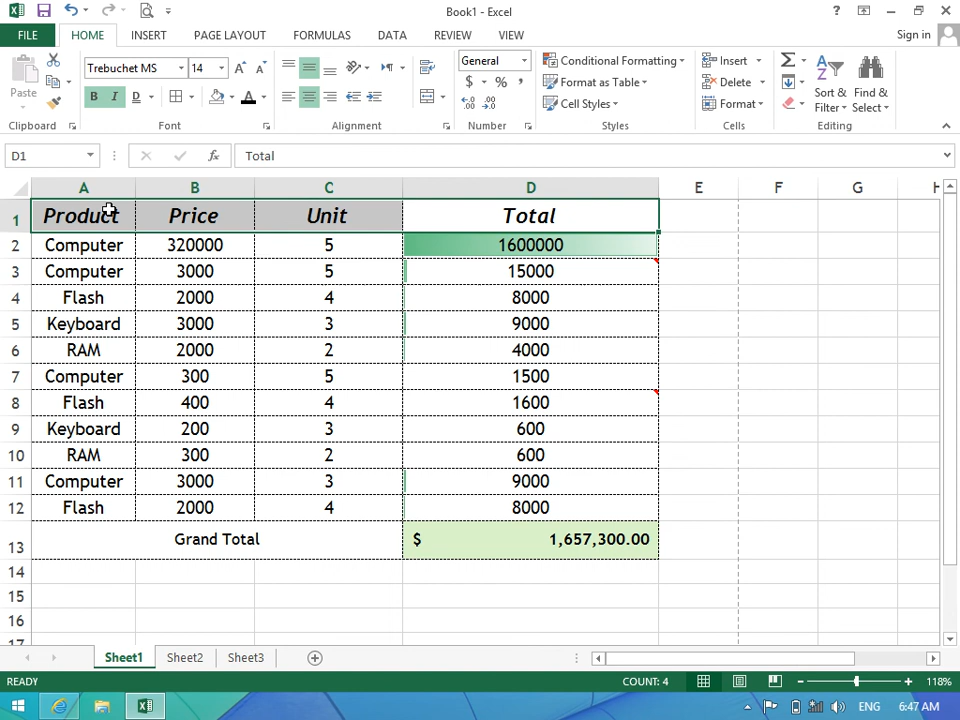 Book1 - Excel
FILE HOME INSERT PAGE LAYOUT FORMULAS DATA REVIEW VIEW Sign in
Paste
Trebuchet MS 14
B I D
General
$ % ,
Conditional Formatting
Format as Table
Cell Styles
Insert
Delete
Format
Sort & Filter
Find & Select
Clipboard Font Alignment Number Styles Cells Editing
D1 fx Total
A B C D E F G H
1 Product Price Unit Total
2 Computer 320000 5 1600000
3 Computer 3000 5 15000
4 Flash 2000 4 8000
5 Keyboard 3000 3 9000
6 RAM 2000 2 4000
7 Computer 300 5 1500
8 Flash 400 4 1600
9 Keyboard 200 3 600
10 RAM 300 2 600
11 Computer 3000 3 9000
12 Flash 2000 4 8000
13 Grand Total $ 1,657,300.00
14
15
16
17
Sheet1 Sheet2 Sheet3
READY COUNT: 4 118%
ENG 6:47 AM